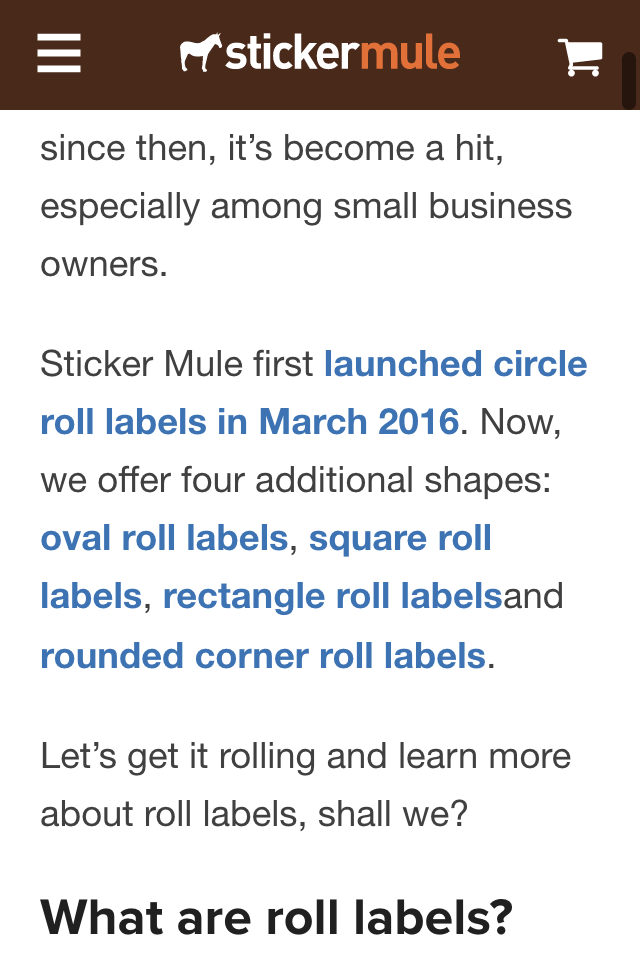 stickermule
since then, it’s become a hit,
especially among small business
owners.
Sticker Mule first launched circle
roll labels in March 2016. Now,
we offer four additional shapes:
oval roll labels, square roll
labels, rectangle roll labelsand
rounded corner roll labels.
Let’s get it rolling and learn more
about roll labels, shall we?
What are roll labels?